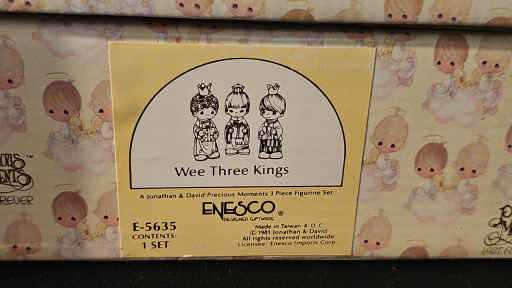 Wee Three Kings
A Jonathan & David Precious Moments 3 Piece Figurine Set
ENESCO®
DESIGNED GIFTWARE
E-5635
CONTENTS:
1 SET
Made in Taiwan R.O.C.
© 1981 Jonathan & David
All rights reserved worldwide
Licensee: Enesco Imports Corp.